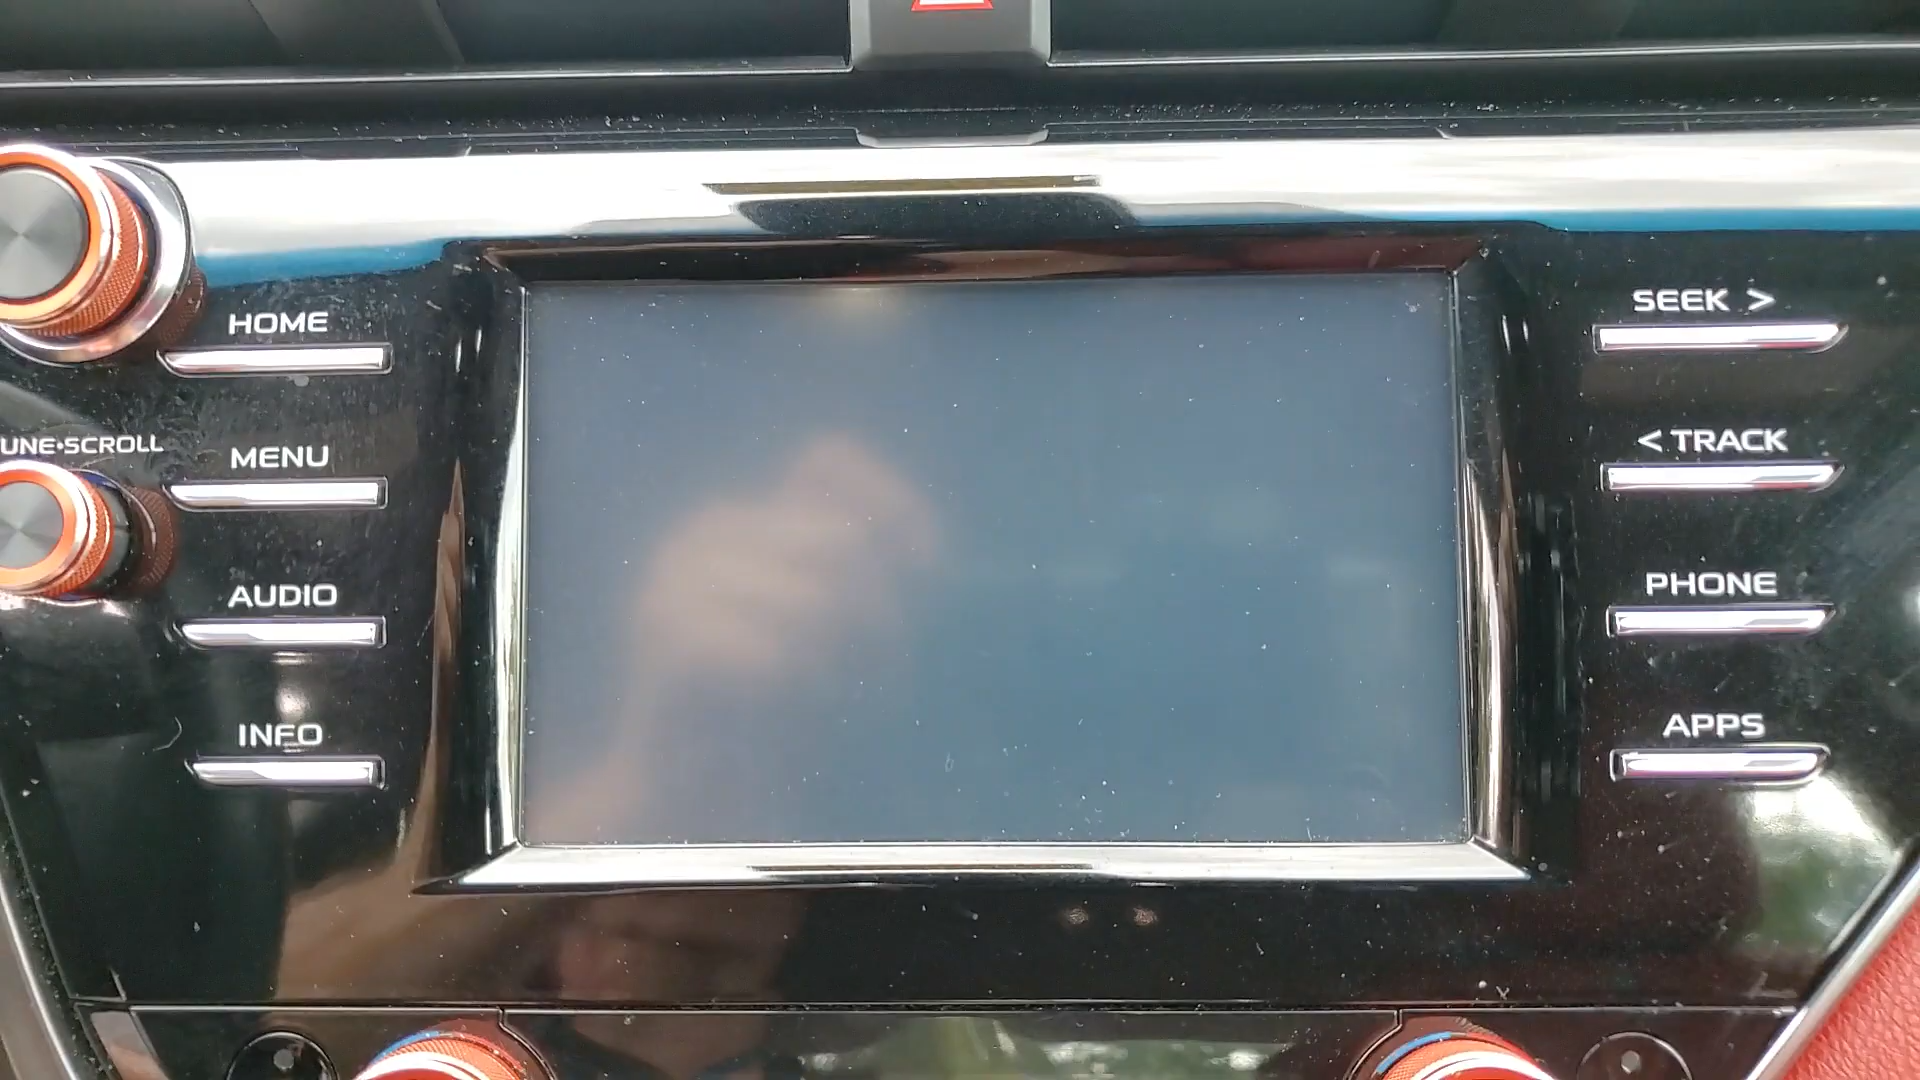 HOME
UNE•SCROLL
MENU
AUDIO
INFO
SEEK >
< TRACK
PHONE
APPS